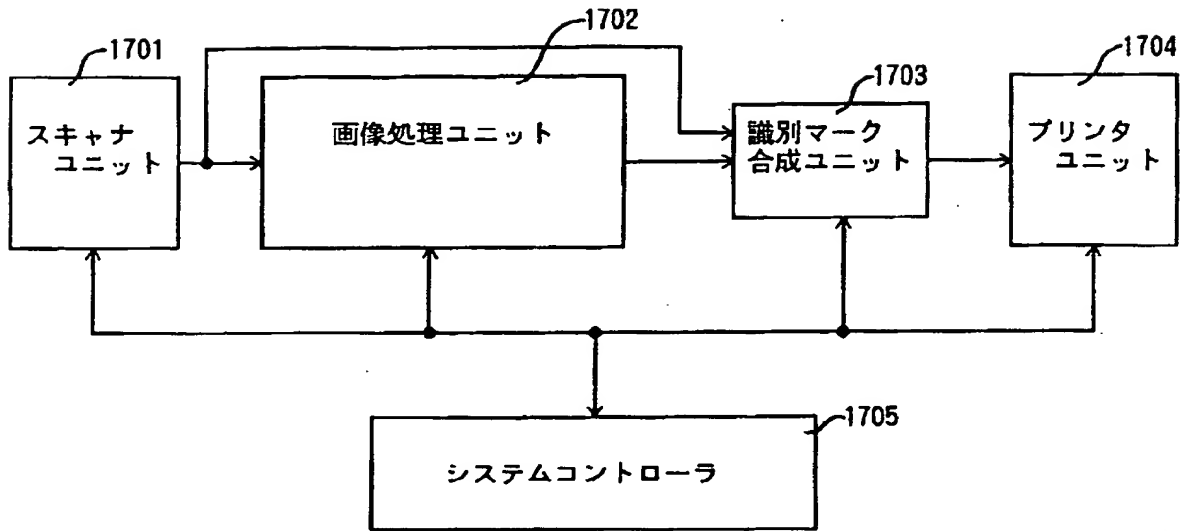 1701
スキャナ
ユニット
1702
画像処理ユニット
1703
識別マーク
合成ユニット
1704
プリンタ
ユニット
1705
システムコントローラ